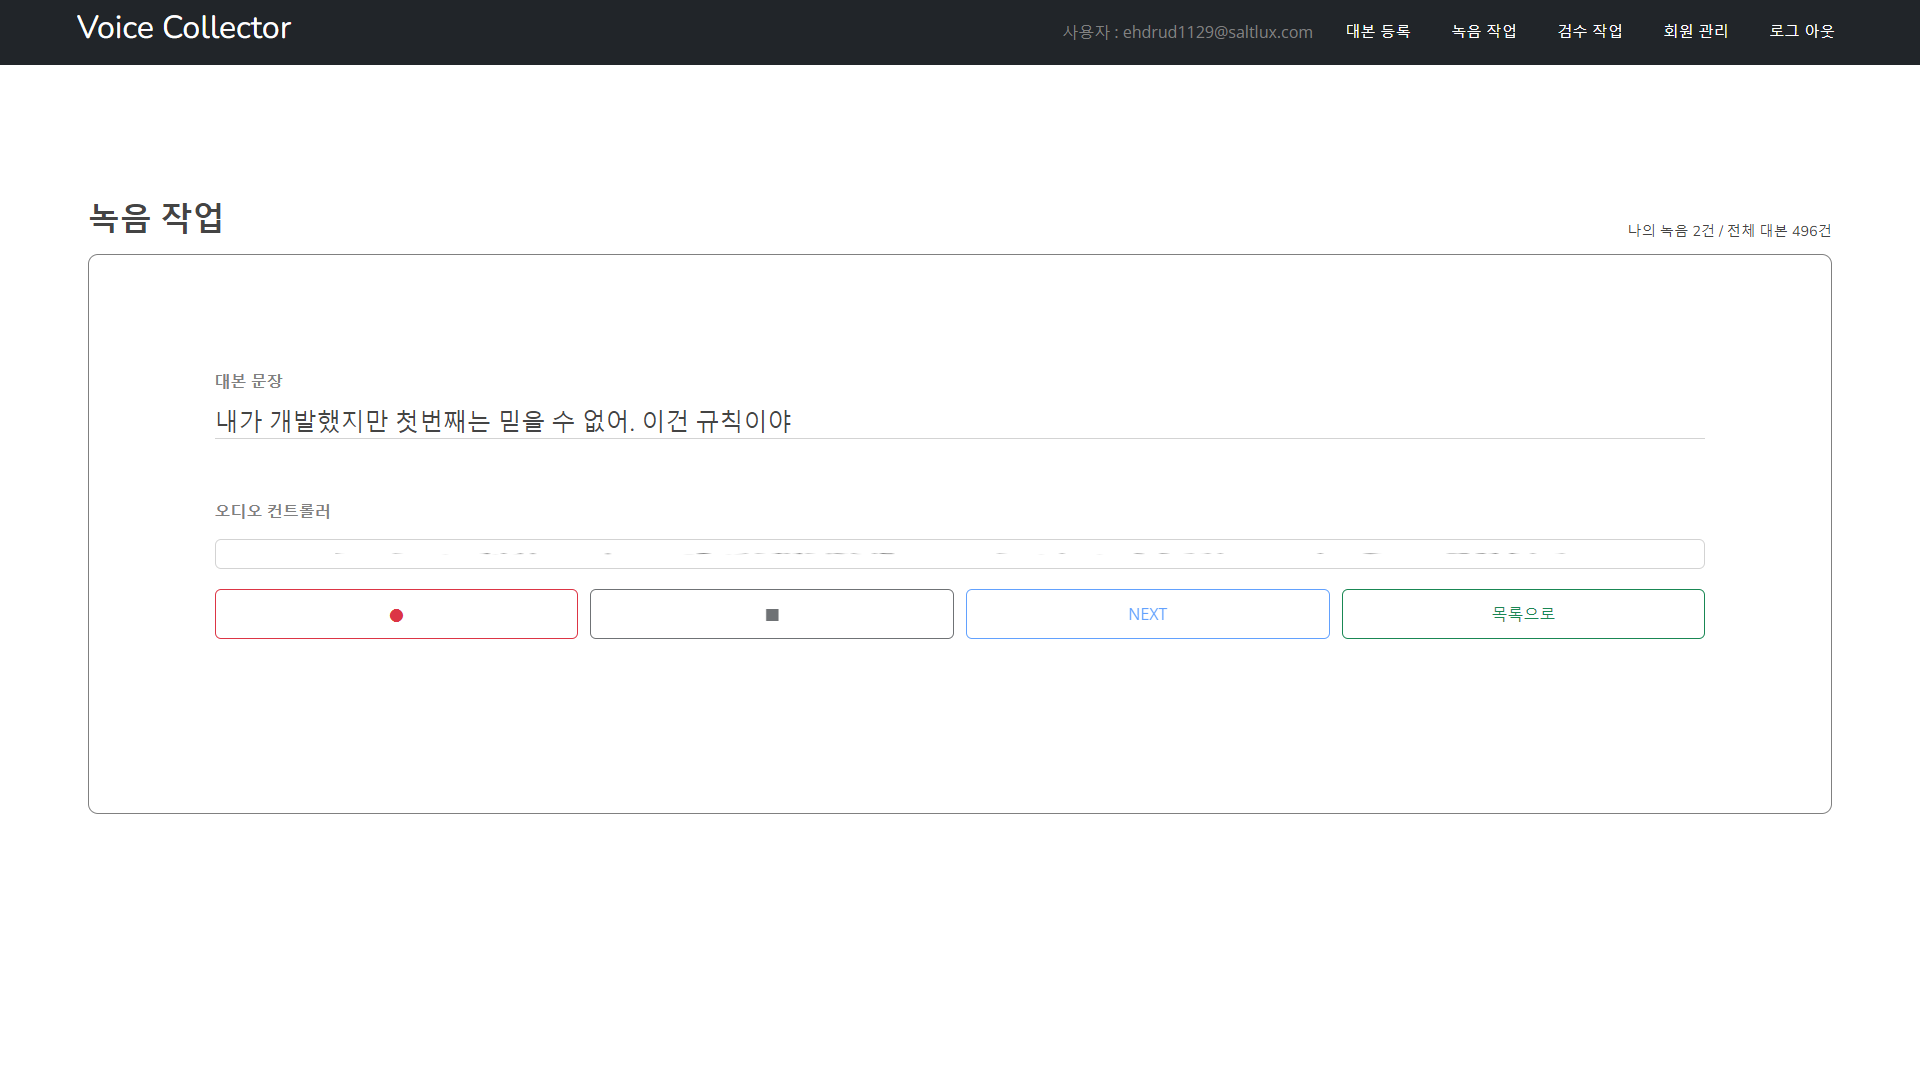 Voice Collector
사용자 : ehdrud1129@saltlux.com
대본 등록
녹음 작업
검수 작업
회원 관리
로그 아웃
녹음 작업
나의 녹음 2건 / 전체 대본 496건
대본 문장
내가 개발했지만 첫번째는 믿을 수 없어. 이건 규칙이야
오디오 컨트롤러
NEXT
목록으로